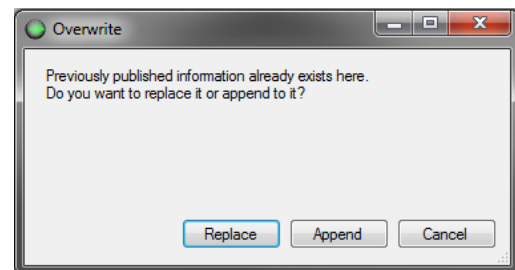 Overwrite
Previously published information already exists here.
Do you want to replace it or append to it?
Replace Append Cancel